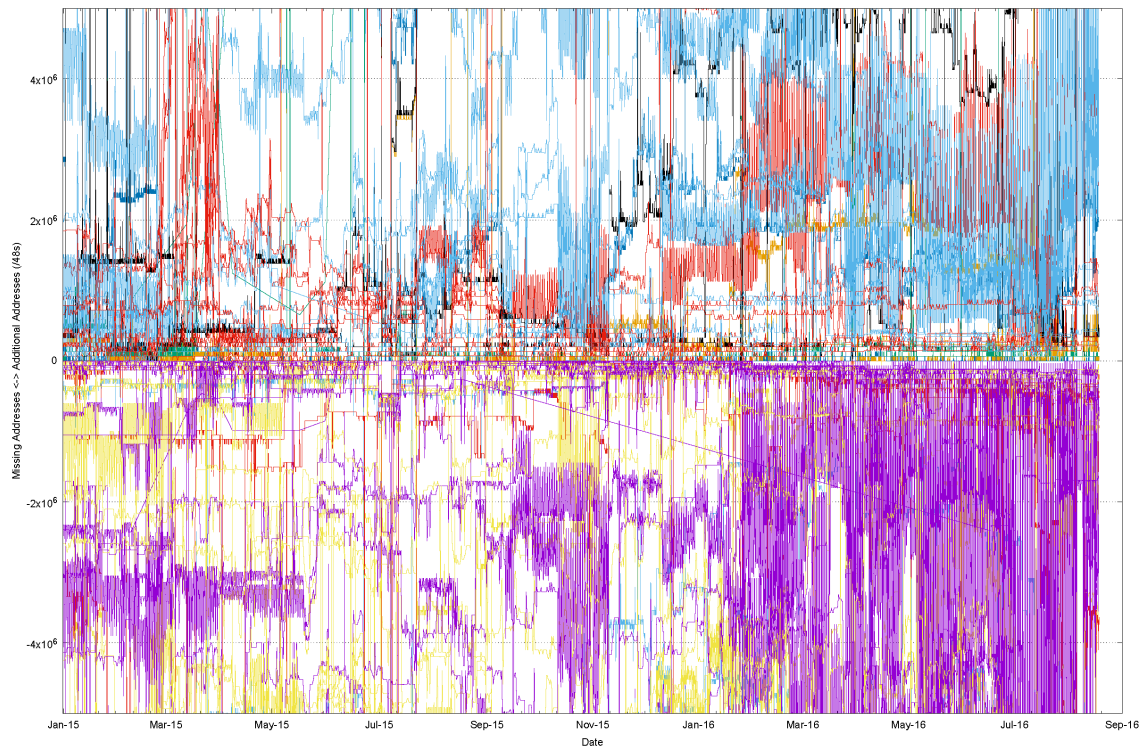 4x10⁶
2x10⁶
0
-2x10⁶
-4x10⁶
Missing Addresses <-> Additional Addresses (/48s)
Jan-15 Mar-15 May-15 Jul-15 Sep-15 Nov-15 Jan-16 Mar-16 May-16 Jul-16 Sep-16
Date